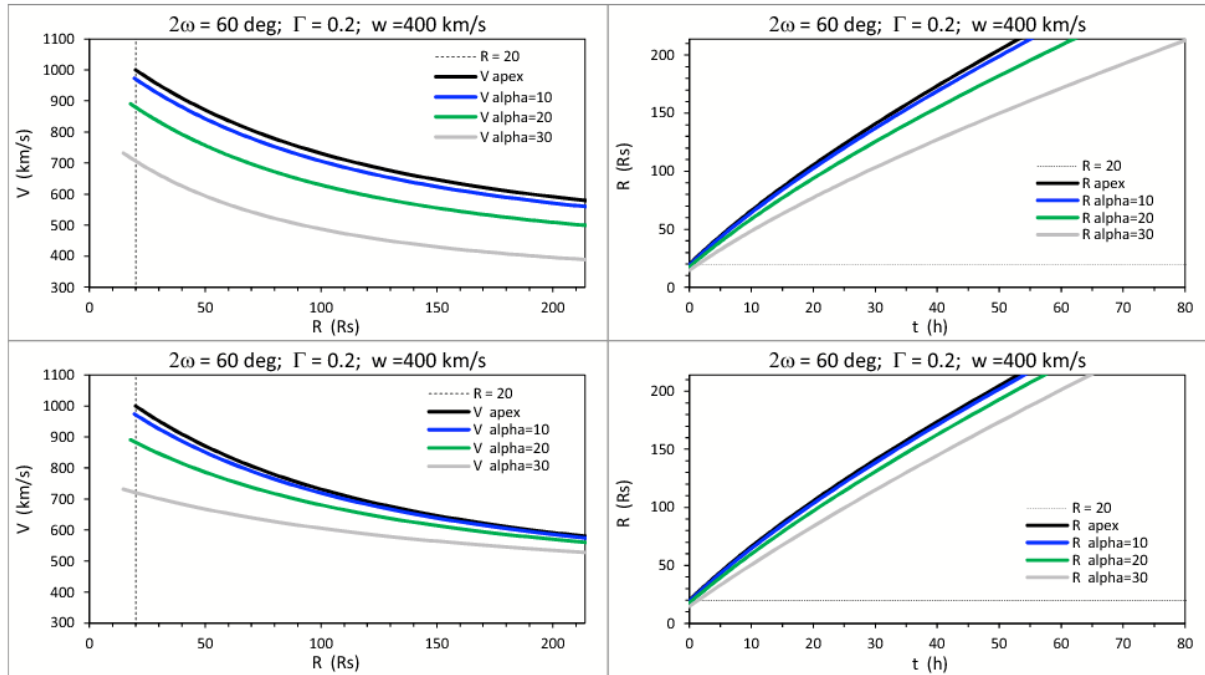 2ω = 60 deg; Γ = 0.2; w =400 km/s
1100
1000
900
800
700
600
500
400
300
V (km/s)
0
50
100
150
200
R (Rs)
R = 20
V apex
V alpha=10
V alpha=20
V alpha=30
2ω = 60 deg; Γ = 0.2; w =400 km/s
200
150
100
50
0
R (Rs)
0
10
20
30
40
50
60
70
80
t (h)
R = 20
R apex
R alpha=10
R alpha=20
R alpha=30
2ω = 60 deg; Γ = 0.2; w =400 km/s
1100
1000
900
800
700
600
500
400
300
V (km/s)
0
50
100
150
200
R (Rs)
R = 20
V apex
V alpha=10
V alpha=20
V alpha=30
2ω = 60 deg; Γ = 0.2; w =400 km/s
200
150
100
50
0
R (Rs)
0
10
20
30
40
50
60
70
80
t (h)
R = 20
R apex
R alpha=10
R alpha=20
R alpha=30